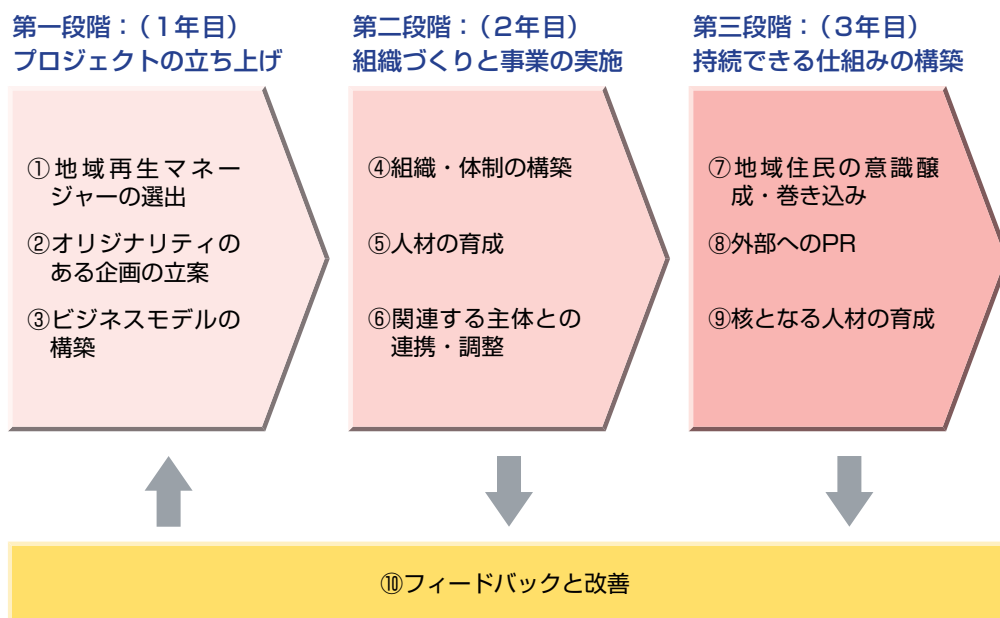 第一段階：（1年目）
プロジェクトの立ち上げ
①地域再生マネー
ジャーの選出
②オリジナリティの
ある企画の立案
③ビジネスモデルの
構築
第二段階：（2年目）
組織づくりと事業の実施
④組織・体制の構築
⑤人材の育成
⑥関連する主体との
連携・調整
第三段階：（3年目）
持続できる仕組みの構築
⑦地域住民の意識醸
成・巻き込み
⑧外部へのPR
⑨核となる人材の育成
⑩フィードバックと改善